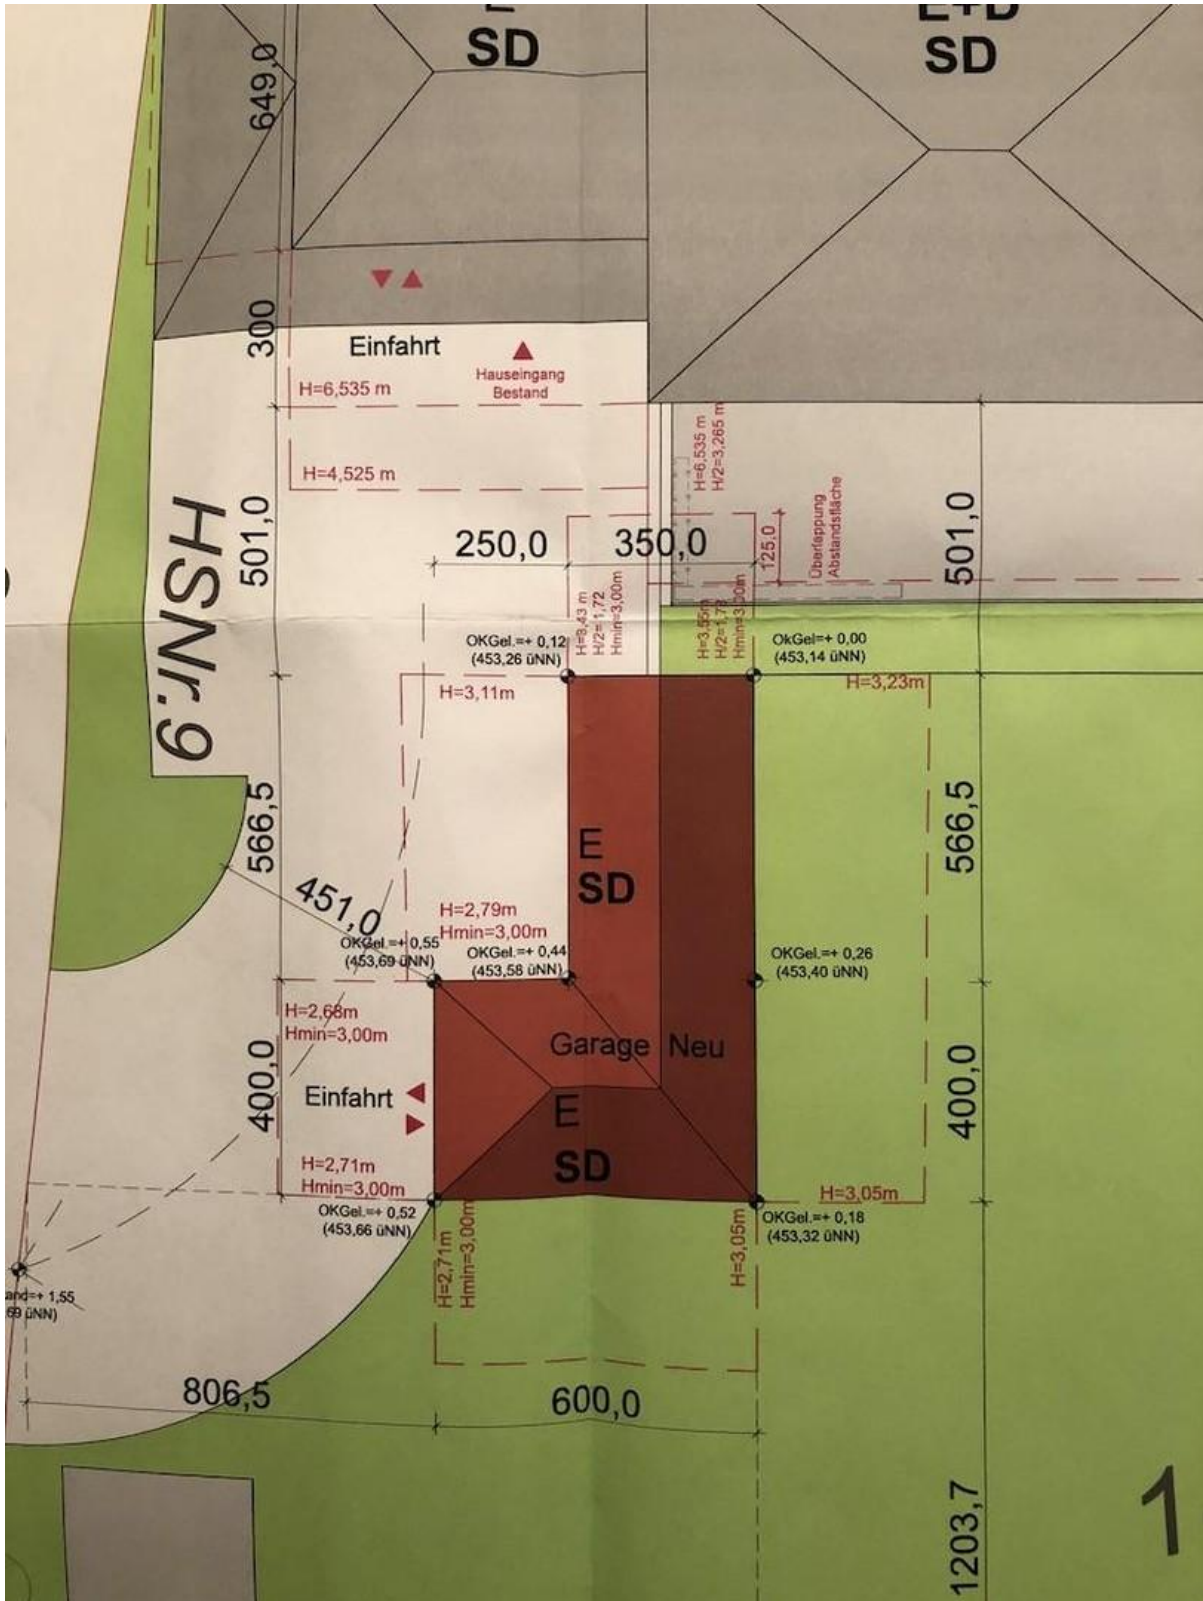 SD
E+D
SD
649,0
300
Einfahrt
Hauseingang
Bestand
H=6,535 m
H=4,525 m
H=6,535 m
H/2=3,265 m
Überlappung
Abstandsfläche
125,0
501,0
501,0
HSNr.9
250,0
350,0
H=3,43 m
H/2= 1,72
Hmin=3,00m
Hmin=3,00m
OKGel.=+ 0,12
(453,26 üNN)
OkGel=+ 0,00
(453,14 üNN)
H=3,11m
H=3,23m
566,5
566,5
E
SD
451,0
H=2,79m
Hmin=3,00m
OKGel.=+ 0,55
(453,69 üNN)
OKGel.=+ 0,44
(453,58 üNN)
OKGel.=+ 0,26
(453,40 üNN)
H=2,68m
Hmin=3,00m
Garage Neu
400,0
400,0
Einfahrt
E
SD
H=2,71m
Hmin=3,00m
H=3,05m
OKGel.=+ 0,52
(453,66 üNN)
OKGel.=+ 0,18
(453,32 üNN)
H=2,71m
Hmin=3,00m
H=3,05m
+ 1,55
üNN)
806,5
600,0
1203,7
1